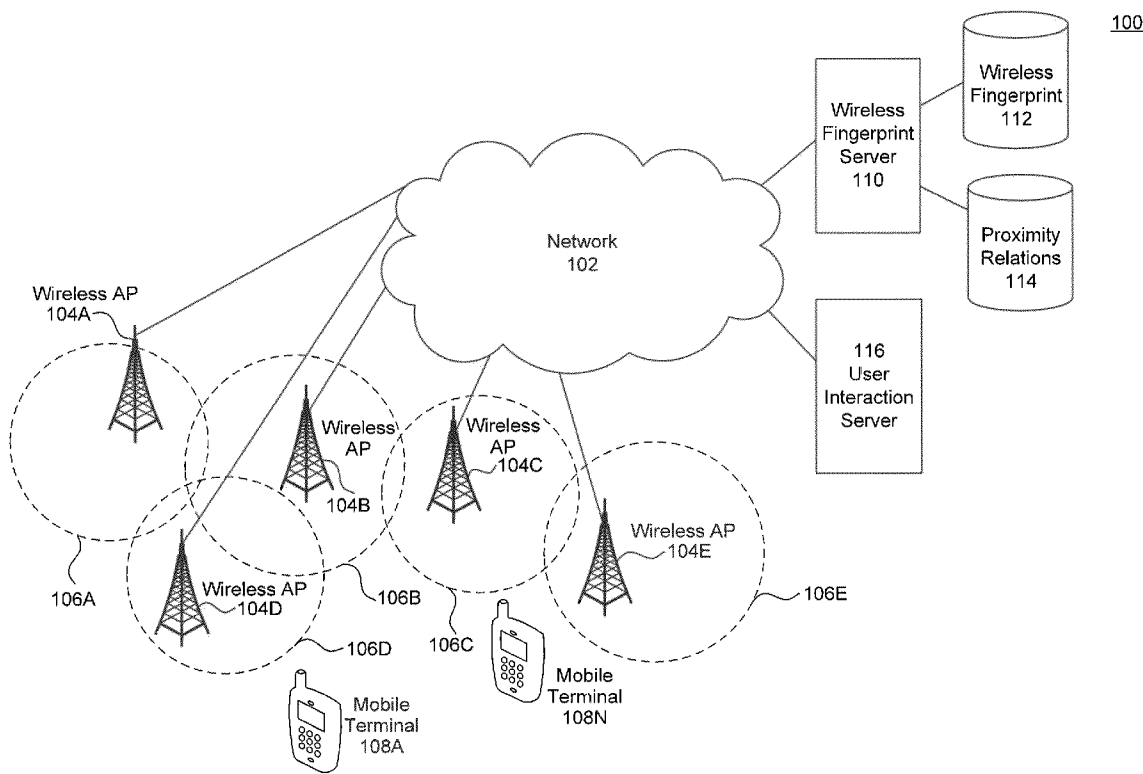 100
Wireless
Fingerprint
112
Wireless
Fingerprint
Server
110
Proximity
Relations
114
Network
102
116
User
Interaction
Server
Wireless AP
104A
Wireless
AP
104B
Wireless
AP
104C
Wireless AP
104E
Wireless AP
104D
106A
106B
106C
106D
106E
Mobile
Terminal
108N
Mobile
Terminal
108A